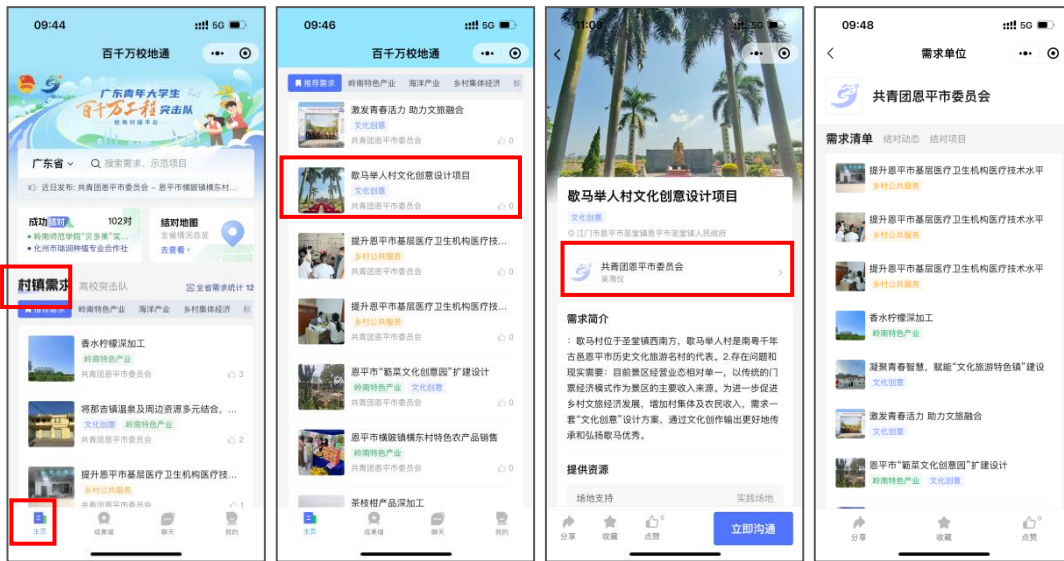 09:44
5G
百千万校地通
广东青年大学生
百千万工程突击队
校地对接平台
广东省
搜索需求、示范项目
近日发布: 共青团恩平市委员会 - 恩平市横陂镇横东村...
成功结对
102对
• 岭南师范学院“贝多果”实...
• 化州市瑞润种植专业合作社
结对地图
全省情况总览
去查看
村镇需求
高校突击队
全省需求统计 12
推荐需求
岭南特色产业
海洋产业
乡村集体经济
香水柠檬深加工
岭南特色产业
共青团恩平市委员会
3
将那吉镇温泉及周边资源多元结合，...
文化创意
岭南特色产业
共青团恩平市委员会
2
提升恩平市基层医疗卫生机构医疗技...
乡村公共服务
共青团恩平市委员会
1
主页
成果墙
聊天
我的
09:46
5G
百千万校地通
推荐需求
岭南特色产业
海洋产业
乡村集体经济
激发青春活力 助力文旅融合
文化创意
共青团恩平市委员会
0
歇马举人村文化创意设计项目
文化创意
共青团恩平市委员会
0
提升恩平市基层医疗卫生机构医疗技...
乡村公共服务
共青团恩平市委员会
0
提升恩平市基层医疗卫生机构医疗技...
乡村公共服务
共青团恩平市委员会
0
恩平市“簕菜文化创意园”扩建设计
岭南特色产业
文化创意
共青团恩平市委员会
0
恩平市横陂镇横东村特色农产品销售
岭南特色产业
共青团恩平市委员会
0
茶枝柑产品深加工
主页
成果墙
聊天
我的
11:03
5G
歇马举人村文化创意设计项目
文化创意
江门市恩平市圣堂镇恩平市圣堂镇人民政府
共青团恩平市委员会
吴海仪
需求简介
：歇马村位于圣堂镇西南方，歇马举人村是南粤千年
古邑恩平市历史文化旅游名村的代表。2.存在问题和
现实需要：目前景区经营业态相对单一，以传统的门
票经济模式作为景区的主要收入来源。为进一步促进
乡村文旅经济发展，增加村集体及农民收入，需求一
套“文化创意”设计方案，通过文化创作输出更好地传
承和弘扬歇马优秀。
提供资源
场地支持
实践场地
分享
收藏
点赞
0
立即沟通
09:48
5G
需求单位
共青团恩平市委员会
需求清单
结对动态
结对项目
提升恩平市基层医疗卫生机构医疗技术水平
乡村公共服务
提升恩平市基层医疗卫生机构医疗技术水平
乡村公共服务
提升恩平市基层医疗卫生机构医疗技术水平
乡村公共服务
香水柠檬深加工
岭南特色产业
凝聚青春智慧，赋能“文化旅游特色镇”建设
文化创意
激发青春活力 助力文旅融合
文化创意
恩平市“簕菜文化创意园”扩建设计
岭南特色产业
文化创意
分享
收藏
点赞
0